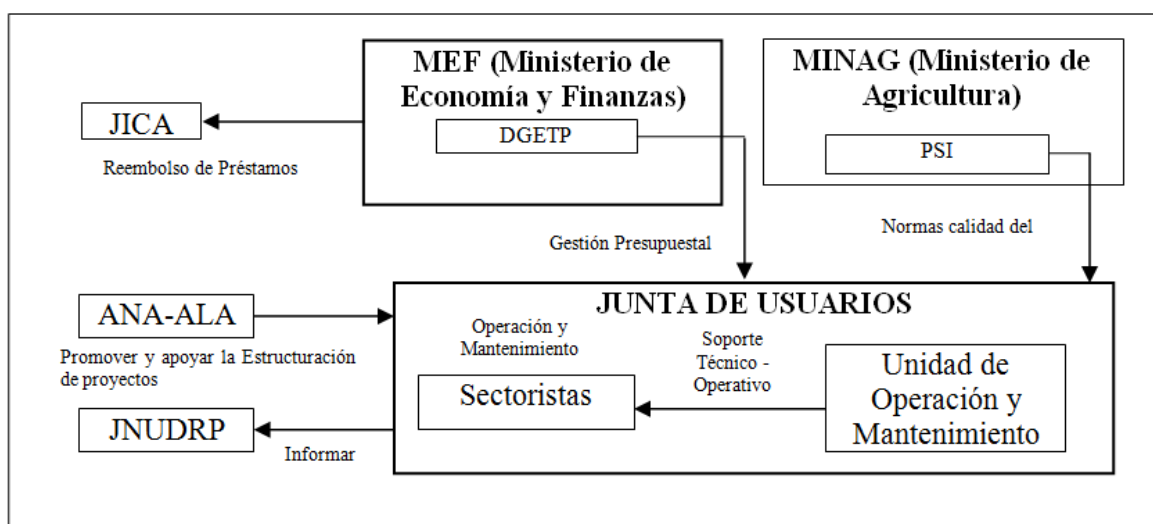 MEF (Ministerio de
Economía y Finanzas)
DGETP
MINAG (Ministerio de
Agricultura)
PSI
JICA
Reembolso de Préstamos
Gestión Presupuestal
Normas calidad del
ANA-ALA
Promover y apoyar la Estructuración
de proyectos
JNUDRP
Informar
JUNTA DE USUARIOS
Operación y
Mantenimiento
Sectoristas
Soporte
Técnico -
Operativo
Unidad de
Operación y
Mantenimiento